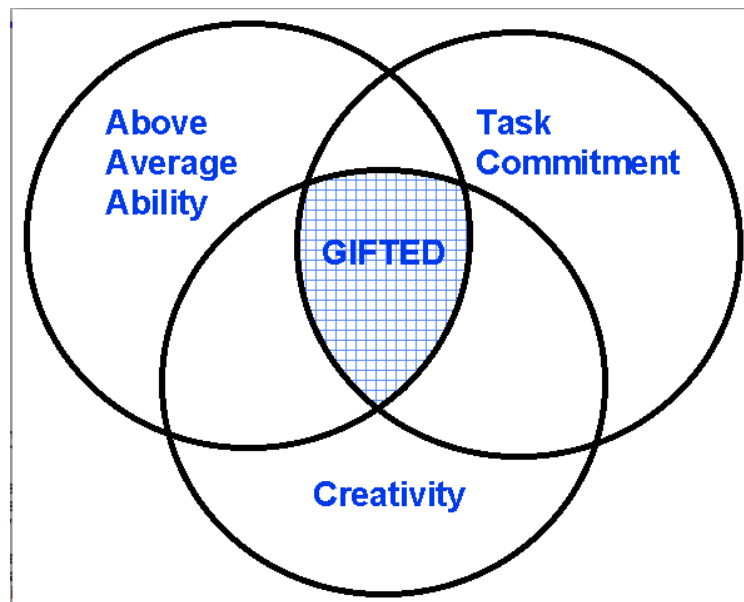 Above
Average
Ability
Task
Commitment
GIFTED
Creativity